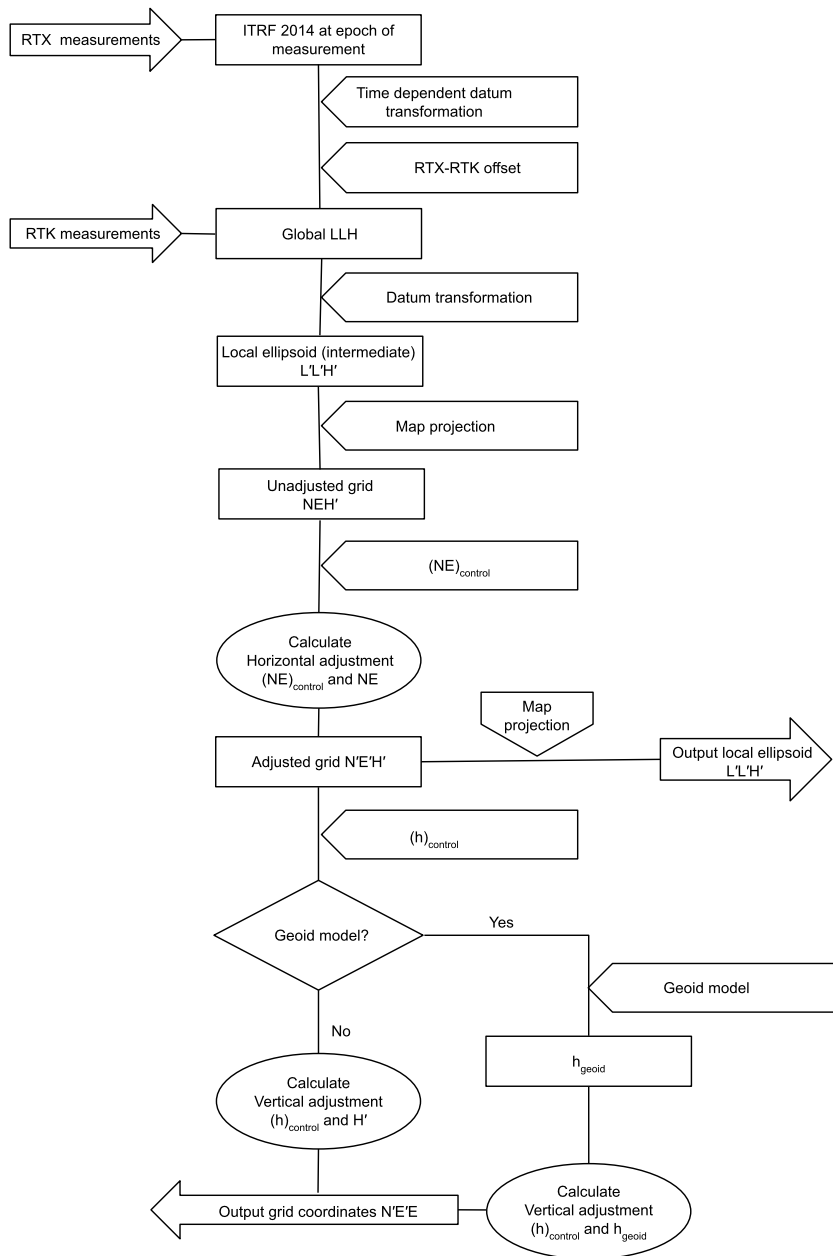 RTX measurements
ITRF 2014 at epoch of
measurement
Time dependent datum
transformation
RTX-RTK offset
RTK measurements
Global LLH
Datum transformation
Local ellipsoid (intermediate)
L'L'H'
Map projection
Unadjusted grid
NEH'
(NE)control
Calculate
Horizontal adjustment
(NE)control and NE
Map
projection
Adjusted grid N'E'H'
Output local ellipsoid
L'L'H'
(h)control
Geoid model?
Yes
Geoid model
No
hgeoid
Calculate
Vertical adjustment
(h)control and H'
Calculate
Vertical adjustment
(h)control and hgeoid
Output grid coordinates N'E'E